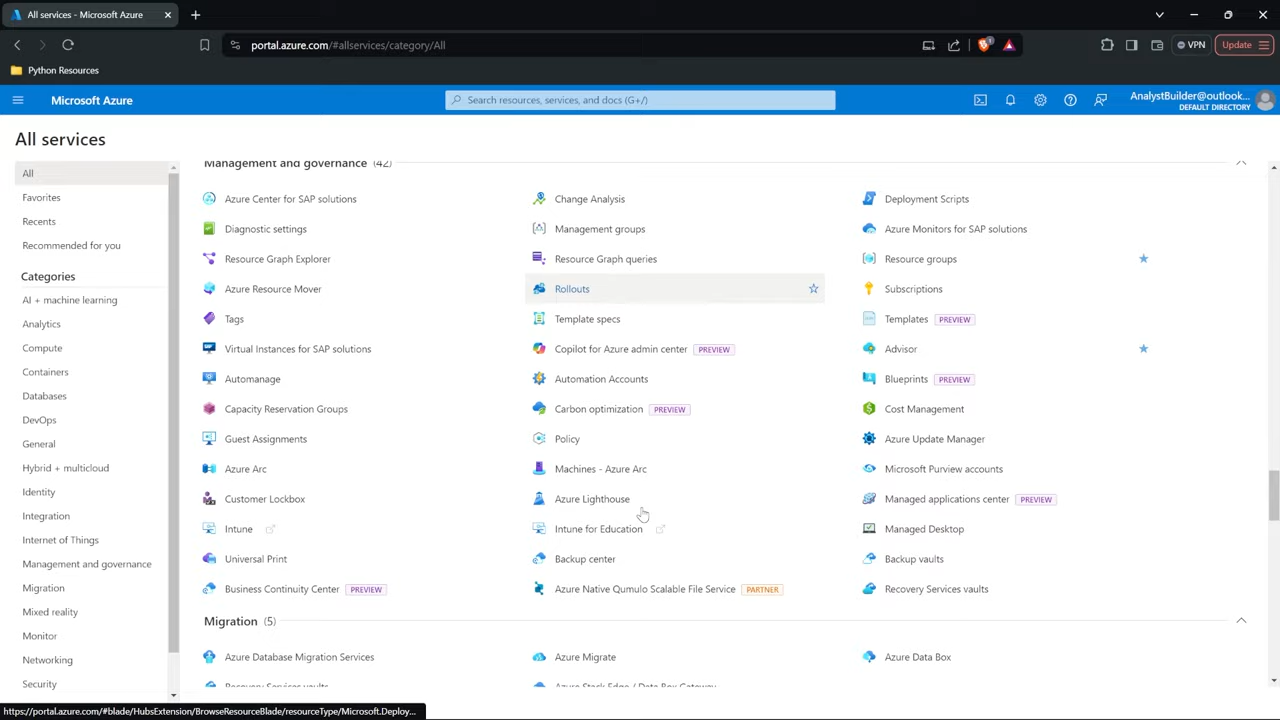 All services - Microsoft Azure
portal.azure.com/#allservices/category/All
VPN
Update
Python Resources
Microsoft Azure
Search resources, services, and docs (G+/)
AnalystBuilder@outlook...
DEFAULT DIRECTORY
All services
All
Favorites
Recents
Recommended for you
Categories
AI + machine learning
Analytics
Compute
Containers
Databases
DevOps
General
Hybrid + multicloud
Identity
Integration
Internet of Things
Management and governance
Migration
Mixed reality
Monitor
Networking
Security
Management and governance (42)
Azure Center for SAP solutions
Change Analysis
Deployment Scripts
Diagnostic settings
Management groups
Azure Monitors for SAP solutions
Resource Graph Explorer
Resource Graph queries
Resource groups
Azure Resource Mover
Rollouts
Subscriptions
Tags
Template specs
Templates PREVIEW
Virtual Instances for SAP solutions
Copilot for Azure admin center PREVIEW
Advisor
Automanage
Automation Accounts
Blueprints PREVIEW
Capacity Reservation Groups
Carbon optimization PREVIEW
Cost Management
Guest Assignments
Policy
Azure Update Manager
Azure Arc
Machines - Azure Arc
Microsoft Purview accounts
Customer Lockbox
Azure Lighthouse
Managed applications center PREVIEW
Intune
Intune for Education
Managed Desktop
Universal Print
Backup center
Backup vaults
Business Continuity Center PREVIEW
Azure Native Qumulo Scalable File Service PARTNER
Recovery Services vaults
Migration (5)
Azure Database Migration Services
Azure Migrate
Azure Data Box
Recovery Services vaults
Azure Stack Edge / Data Box Gateway
https://portal.azure.com/#blade/HubsExtension/BrowseResourceBlade/resourceType/Microsoft.Deploy...